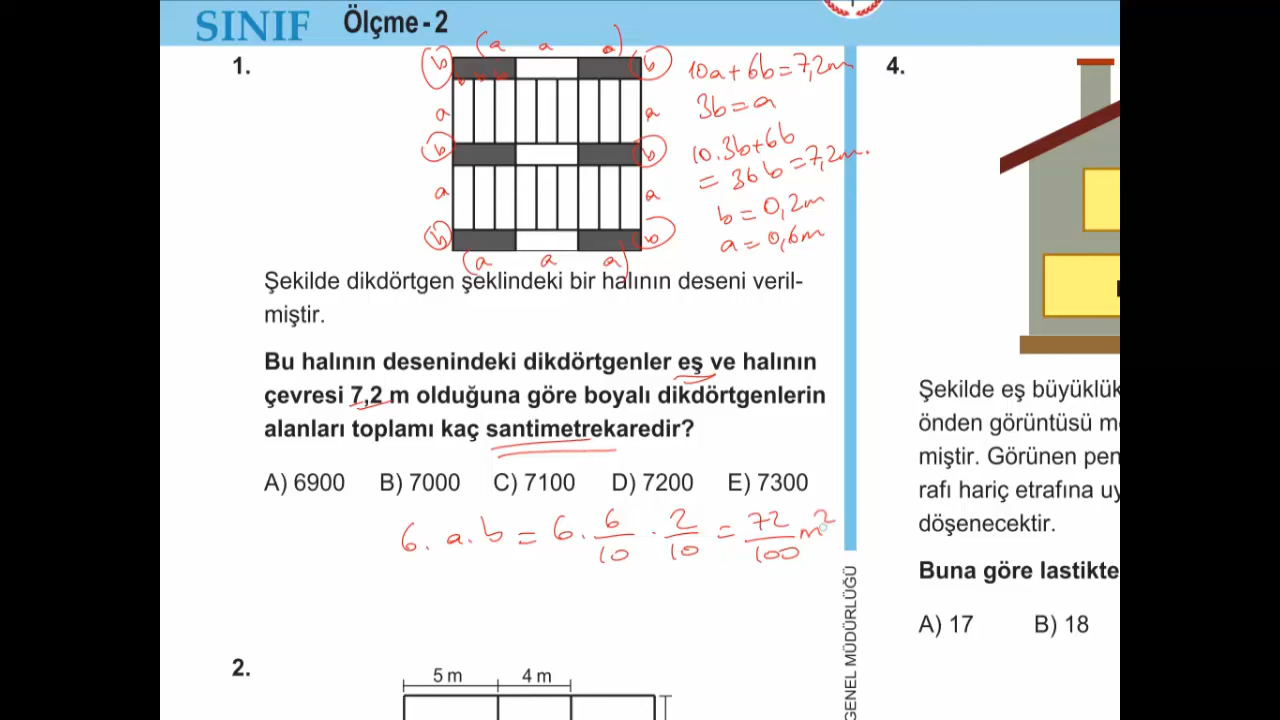 SINIF Ölçme - 2
1.
(a a a)
b b
b b b
a a
b b
a a
b b
(a a a)
10a + 6b = 7,2m
3b = a
10.3b + 6b
= 36b = 7,2m.
b = 0,2m
a = 0,6m
Şekilde dikdörtgen şeklindeki bir halının deseni veril-
miştir.
Bu halının desenindeki dikdörtgenler eş ve halının
çevresi 7,2 m olduğuna göre boyalı dikdörtgenlerin
alanları toplamı kaç santimetrekaredir?
A) 6900 B) 7000 C) 7100 D) 7200 E) 7300
6. a. b = 6. 6/10 . 2/10 = 72/100 m²
2.
5 m 4 m
GENEL MÜDÜRLÜĞÜ
4.
Şekilde eş büyüklük
önden görüntüsü m
miştir. Görünen pen
rafı hariç etrafına uy
döşenecektir.
Buna göre lastikte
A) 17 B) 18